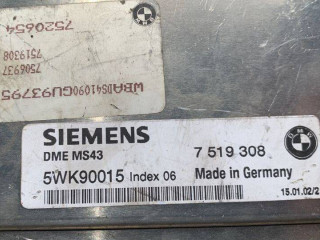 7520654
7519308
7506937
WBADS41090GU93795
SIEMENS
DME MS43
7 519 308
5WK90015 Index 06
Made in Germany
15.01.02/2